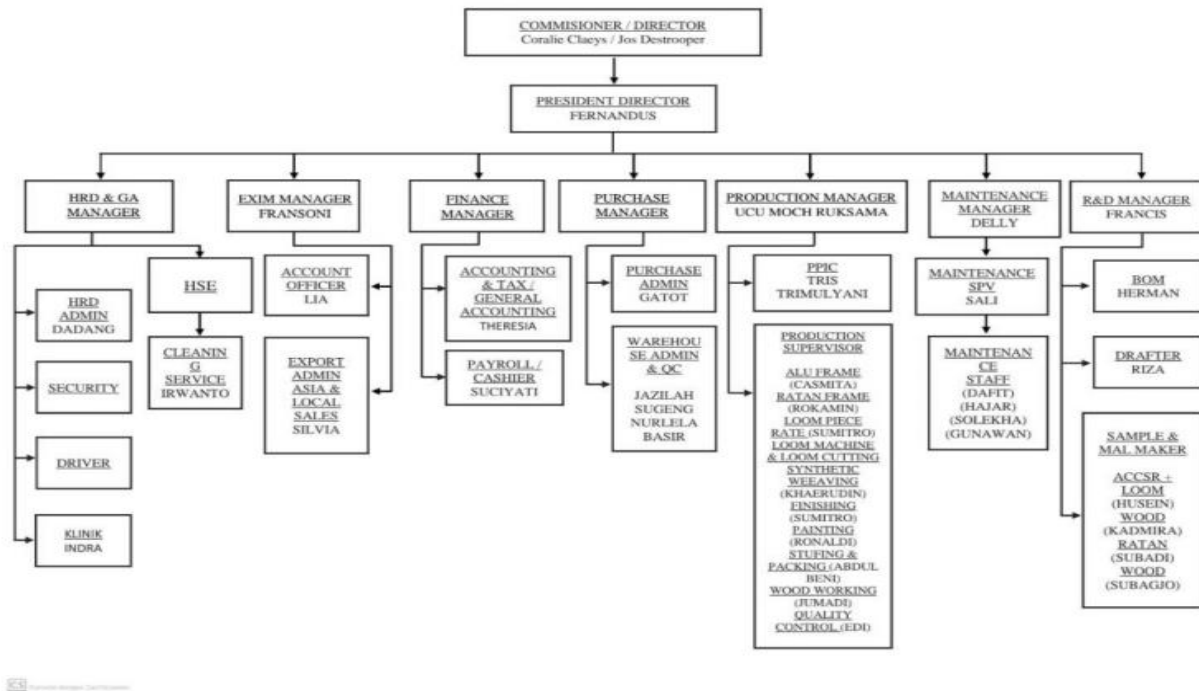 COMMISIONER / DIRECTOR
Coralie Claeys / Jos Destrooper
PRESIDENT DIRECTOR
FERNANDUS
HRD & GA
MANAGER
EXIM MANAGER
FRANSONI
FINANCE
MANAGER
PURCHASE
MANAGER
PRODUCTION MANAGER
UCU MOCH RUKSAMA
MAINTENANCE
MANAGER
DELLY
R&D MANAGER
FRANCIS
HRD
ADMIN
DADANG
SECURITY
DRIVER
KLINIK
INDRA
HSE
CLEANIN
G
SERVICE
IRWANTO
ACCOUNT
OFFICER
LIA
EXPORT
ADMIN
ASIA &
LOCAL
SALES
SILVIA
ACCOUNTING
& TAX /
GENERAL
ACCOUNTING
THERESIA
PAYROLL /
CASHIER
SUCIYATI
PURCHASE
ADMIN
GATOT
WAREHOU
SE ADMIN
& QC
JAZILAH
SUGENG
NURLELA
BASIR
PPIC
TRIS
TRIMULYANI
PRODUCTION
SUPERVISOR
ALU FRAME
(CASMITA)
RATAN FRAME
(ROKAMIN)
LOOM PIECE
RATE (SUMITRO)
LOOM MACHINE
& LOOM CUTTING
SYNTHETIC
WEEAVING
(KHAERUDIN)
FINISHING
(SUMITRO)
PAINTING
(RONALDI)
STUFING &
PACKING (ABDUL
BENI)
WOOD WORKING
(JUMADI)
QUALITY
CONTROL (EDI)
MAINTENANCE
SPV
SALI
MAINTENAN
CE
STAFF
(DAFIT)
(HAJAR)
(SOLEKHA)
(GUNAWAN)
BOM
HERMAN
DRAFTER
RIZA
SAMPLE &
MAL MAKER
ACCSR +
LOOM
(HUSEIN)
WOOD
(KADMIRA)
RATAN
(SUBADI)
WOOD
(SUBAGJO)